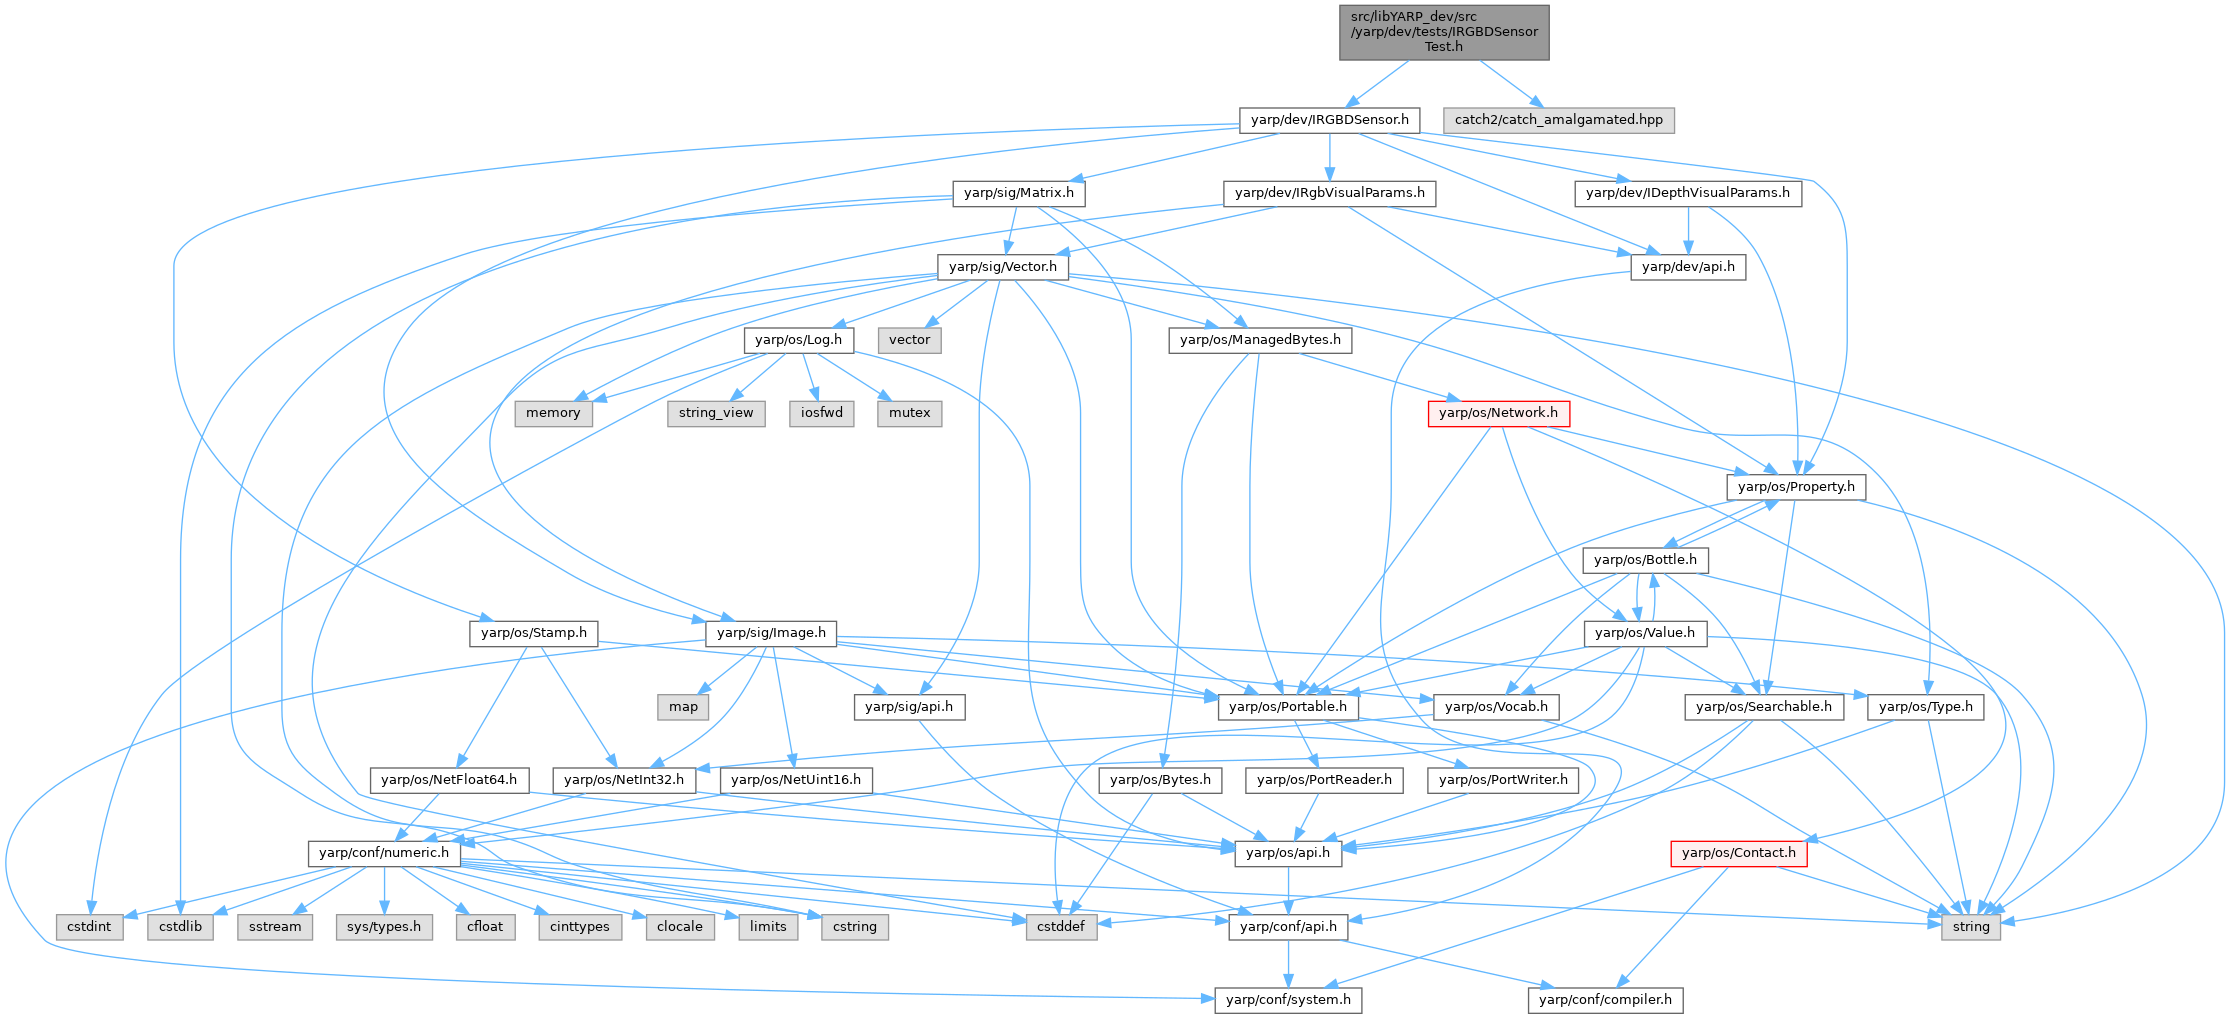 src/libYARP_dev/src
/yarp/dev/tests/IRGBDSensor
Test.h
yarp/dev/IRGBDSensor.h
catch2/catch_amalgamated.hpp
yarp/sig/Matrix.h
yarp/dev/IRgbVisualParams.h
yarp/dev/IDepthVisualParams.h
yarp/sig/Vector.h
yarp/dev/api.h
yarp/os/Log.h
vector
yarp/os/ManagedBytes.h
memory
string_view
iosfwd
mutex
yarp/os/Network.h
yarp/os/Property.h
yarp/os/Bottle.h
yarp/os/Stamp.h
yarp/sig/Image.h
yarp/os/Value.h
map
yarp/sig/api.h
yarp/os/Portable.h
yarp/os/Vocab.h
yarp/os/Searchable.h
yarp/os/Type.h
yarp/os/NetFloat64.h
yarp/os/NetInt32.h
yarp/os/NetUint16.h
yarp/os/Bytes.h
yarp/os/PortReader.h
yarp/os/PortWriter.h
yarp/conf/numeric.h
yarp/os/api.h
yarp/os/Contact.h
cstdint
cstdlib
sstream
sys/types.h
cfloat
cinttypes
clocale
limits
cstring
cstddef
yarp/conf/api.h
string
yarp/conf/system.h
yarp/conf/compiler.h